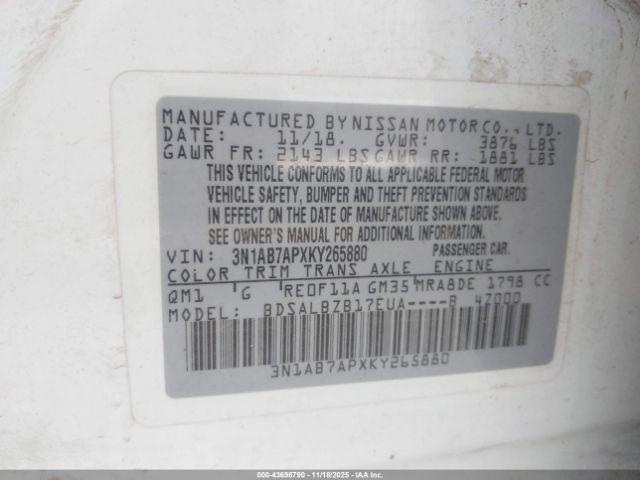 MANUFACTURED BY NISSAN MOTOR CO., LTD.
DATE: 11/18. GVWR: 3876 LBS
GAWR FR: 2143 LBS GAWR RR: 1881 LBS
THIS VEHICLE CONFORMS TO ALL APPLICABLE FEDERAL MOTOR
VEHICLE SAFETY, BUMPER AND THEFT PREVENTION STANDARDS
IN EFFECT ON THE DATE OF MANUFACTURE SHOWN ABOVE.
SEE OWNER'S MANUAL FOR ADDITIONAL INFORMATION.
VIN: 3N1AB7APXKY265880 PASSENGER CAR.
COLOR TRIM TRANS AXLE ENGINE
QM1 G RE0F11A GM35 MRA8DE 1798 CC
MODEL: BDSALBZB17EUA----B 4Z000
3N1AB7APXKY265880
000-43698790 - 11/18/2025 - IAAI, Inc.